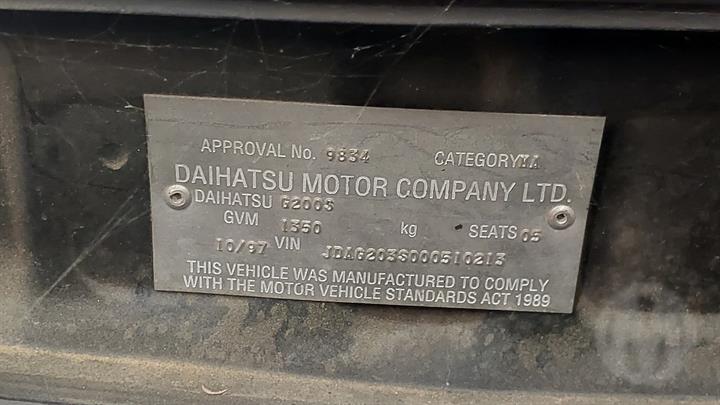 APPROVAL No. 9834 CATEGORY MA
DAIHATSU MOTOR COMPANY LTD.
DAIHATSU G200S
GVM 1350 kg SEATS 05
10/97 VIN JDAG203S000510213
THIS VEHICLE WAS MANUFACTURED TO COMPLY
WITH THE MOTOR VEHICLE STANDARDS ACT 1989